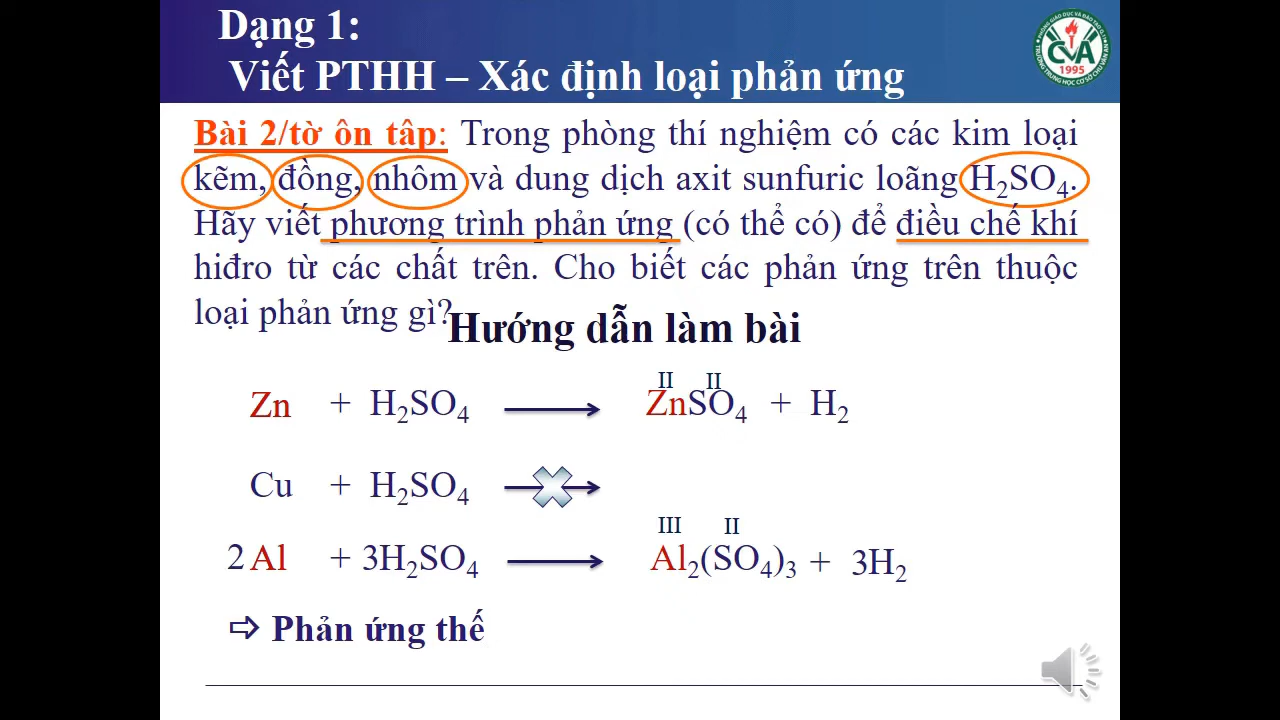 Dạng 1:
Viết PTHH – Xác định loại phản ứng
CVA
1995
Bài 2/tờ ôn tập: Trong phòng thí nghiệm có các kim loại
kẽm, đồng, nhôm và dung dịch axit sunfuric loãng H₂SO₄.
Hãy viết phương trình phản ứng (có thể có) để điều chế khí
hiđro từ các chất trên. Cho biết các phản ứng trên thuộc
loại phản ứng gì?
Hướng dẫn làm bài
II II
Zn + H₂SO₄ ⟶ ZnSO₄ + H₂
Cu + H₂SO₄ ⟶
III II
2 Al + 3H₂SO₄ ⟶ Al₂(SO₄)₃ + 3H₂
⇨ Phản ứng thế